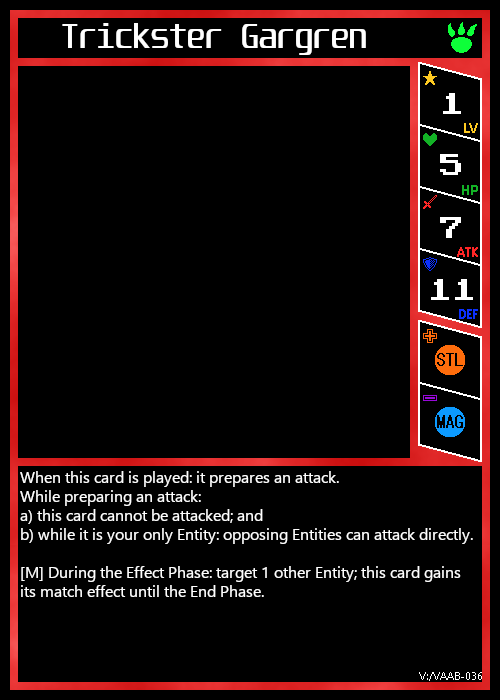 Trickster Gargren
1
LV
5
HP
7
ATK
11
DEF
STL
MAG
When this card is played: it prepares an attack.
While preparing an attack:
a) this card cannot be attacked; and
b) while it is your only Entity: opposing Entities can attack directly.
[M] During the Effect Phase: target 1 other Entity; this card gains
its match effect until the End Phase.
V:/VAAB-036